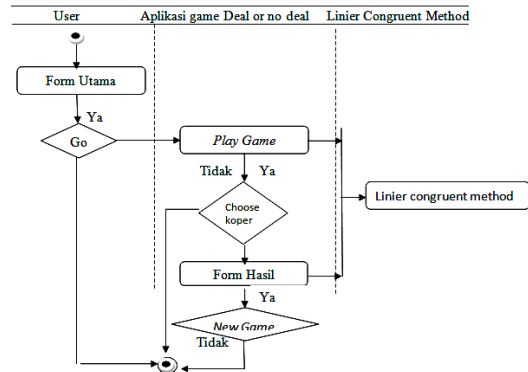 User Aplikasi game Deal or no deal Linier Congruent Method
Form Utama
Ya
Go
Play Game
Tidak Ya
Choose
koper
Linier congruent method
Form Hasil
Ya
New Game
Tidak